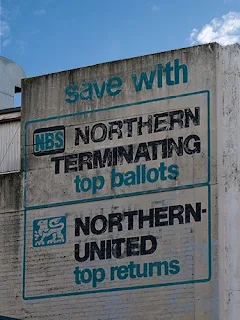 save with
NBS NORTHERN
TERMINATING
top ballots
NORTHERN-
UNITED
top returns